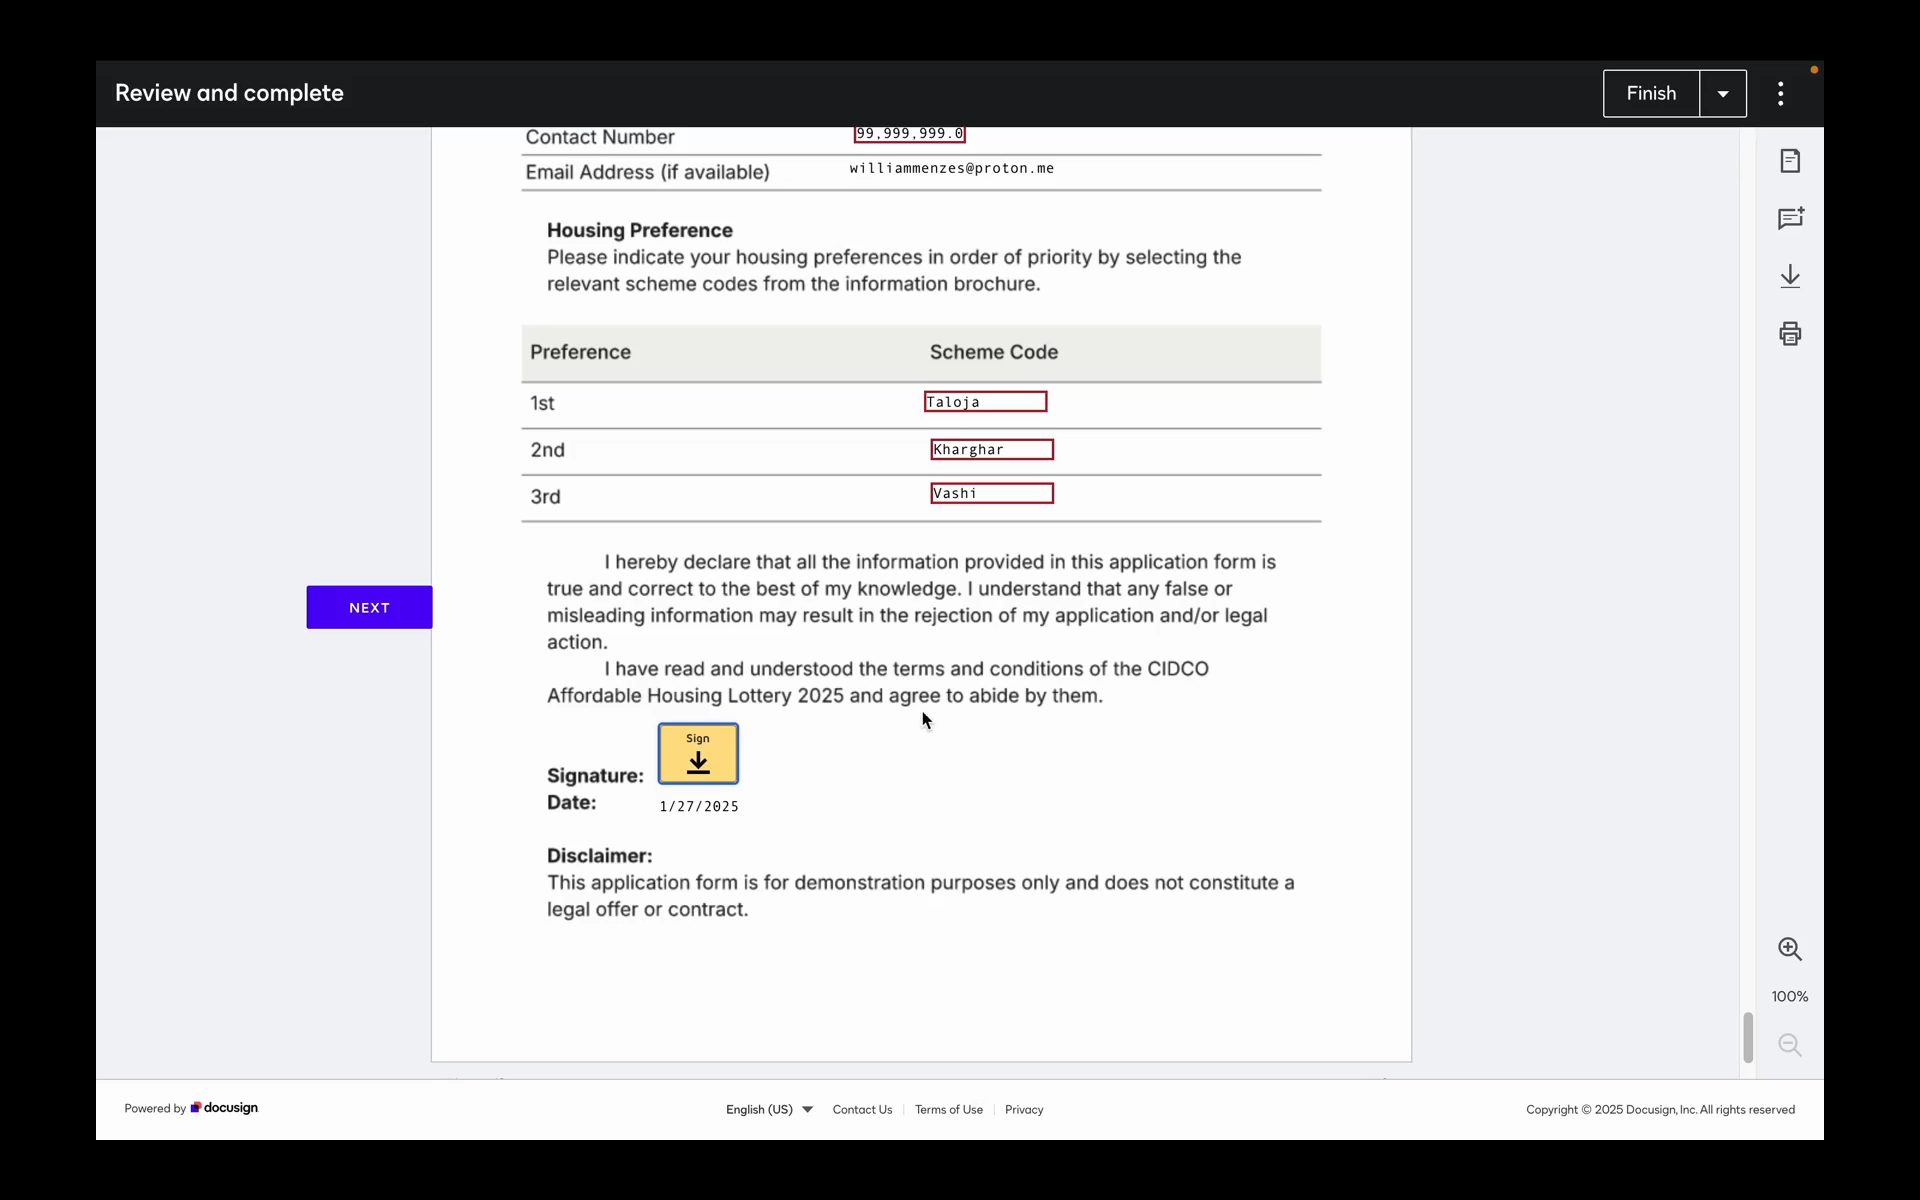 Review and complete
Finish
Contact Number 99,999,999.0
Email Address (if available) williammenzes@proton.me
Housing Preference
Please indicate your housing preferences in order of priority by selecting the
relevant scheme codes from the information brochure.
Preference Scheme Code
1st Taloja
2nd Kharghar
3rd Vashi
I hereby declare that all the information provided in this application form is
true and correct to the best of my knowledge. I understand that any false or
misleading information may result in the rejection of my application and/or legal
action.
NEXT
I have read and understood the terms and conditions of the CIDCO
Affordable Housing Lottery 2025 and agree to abide by them.
Sign
Signature:
Date: 1/27/2025
Disclaimer:
This application form is for demonstration purposes only and does not constitute a
legal offer or contract.
100%
Powered by docusign
English (US) Contact Us Terms of Use Privacy
Copyright © 2025 Docusign, Inc. All rights reserved